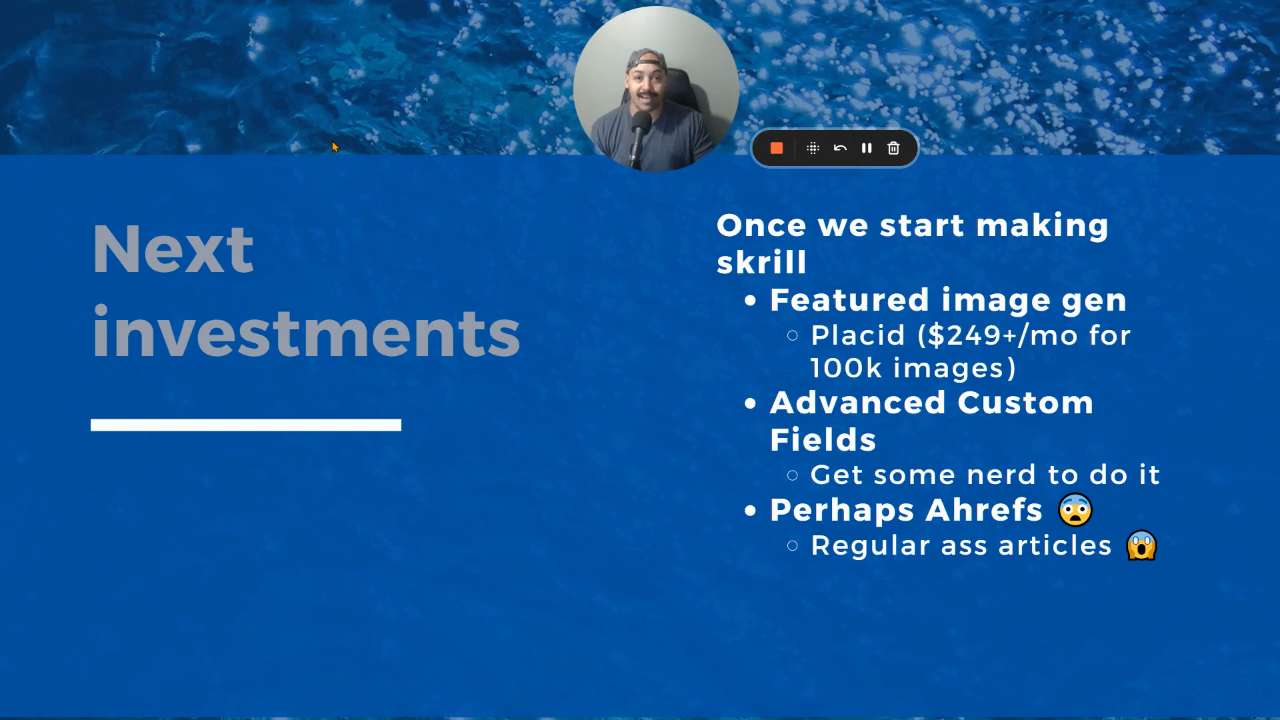 Next
investments
Once we start making
skrill
Featured image gen
Placid ($249+/mo for
100k images)
Advanced Custom
Fields
Get some nerd to do it
Perhaps Ahrefs 😨
Regular ass articles 😱